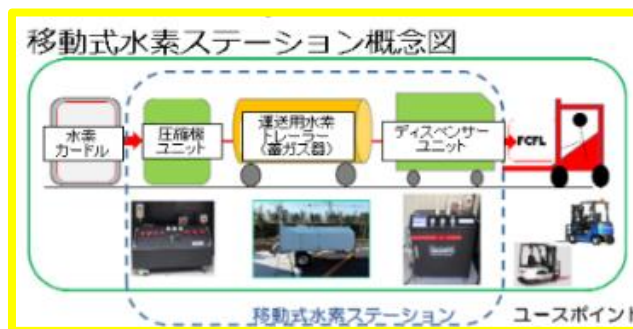 移動式水素ステーション概念図
水素
カードル
圧縮機
ユニット
運送用水素
トレーラー
(蓄ガス器)
ディスペンサー
ユニット
FCFL
移動式水素ステーション
ユースポイント